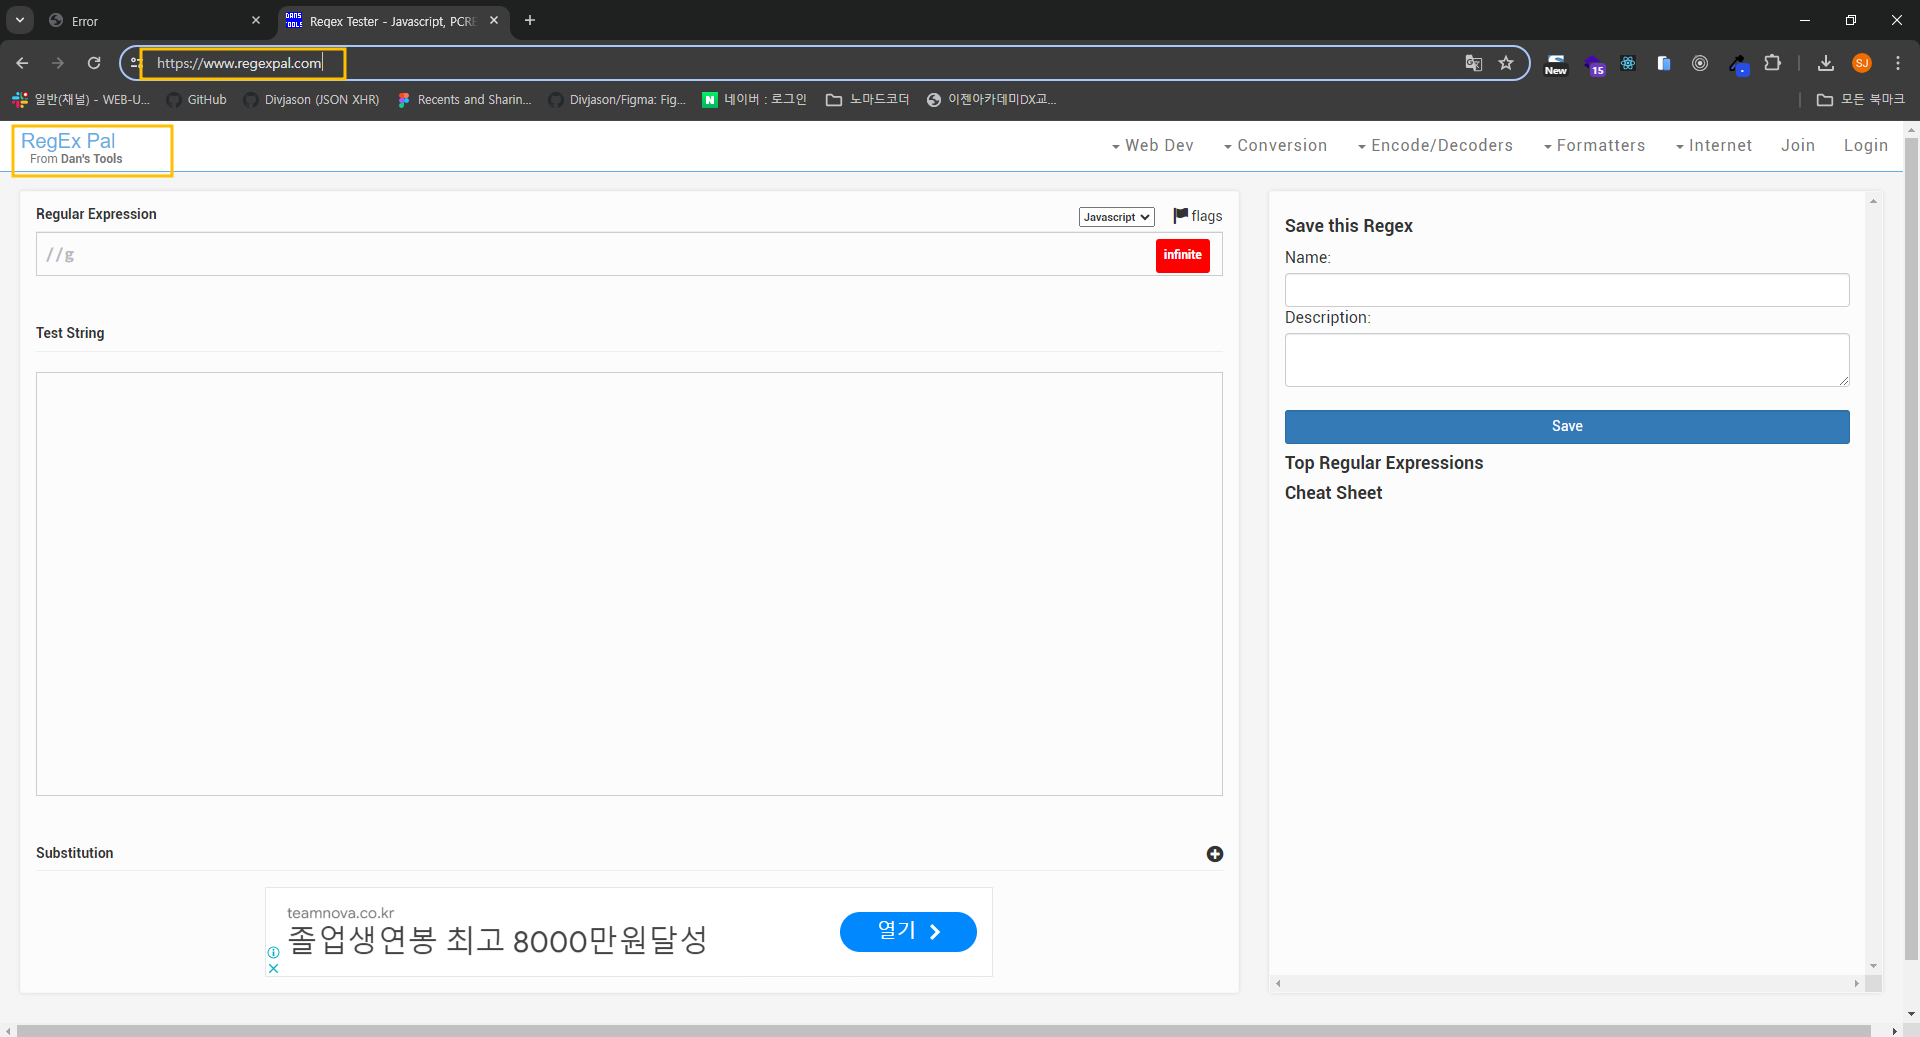 Error
Regex Tester - Javascript, PCRE
https://www.regexpal.com
New
15
SJ
일반(채널) - WEB-U...
GitHub
Divjason (JSON XHR)
Recents and Sharin...
Divjason/Figma: Fig...
N
네이버 : 로그인
노마드코더
이젠아카데미DX교...
모든 북마크
RegEx Pal
From Dan's Tools
Web Dev
Conversion
Encode/Decoders
Formatters
Internet
Join
Login
Regular Expression
Javascript
flags
//g
infinite
Test String
Substitution
teamnova.co.kr
졸업생연봉 최고 8000만원달성
열기
Save this Regex
Name:
Description:
Save
Top Regular Expressions
Cheat Sheet